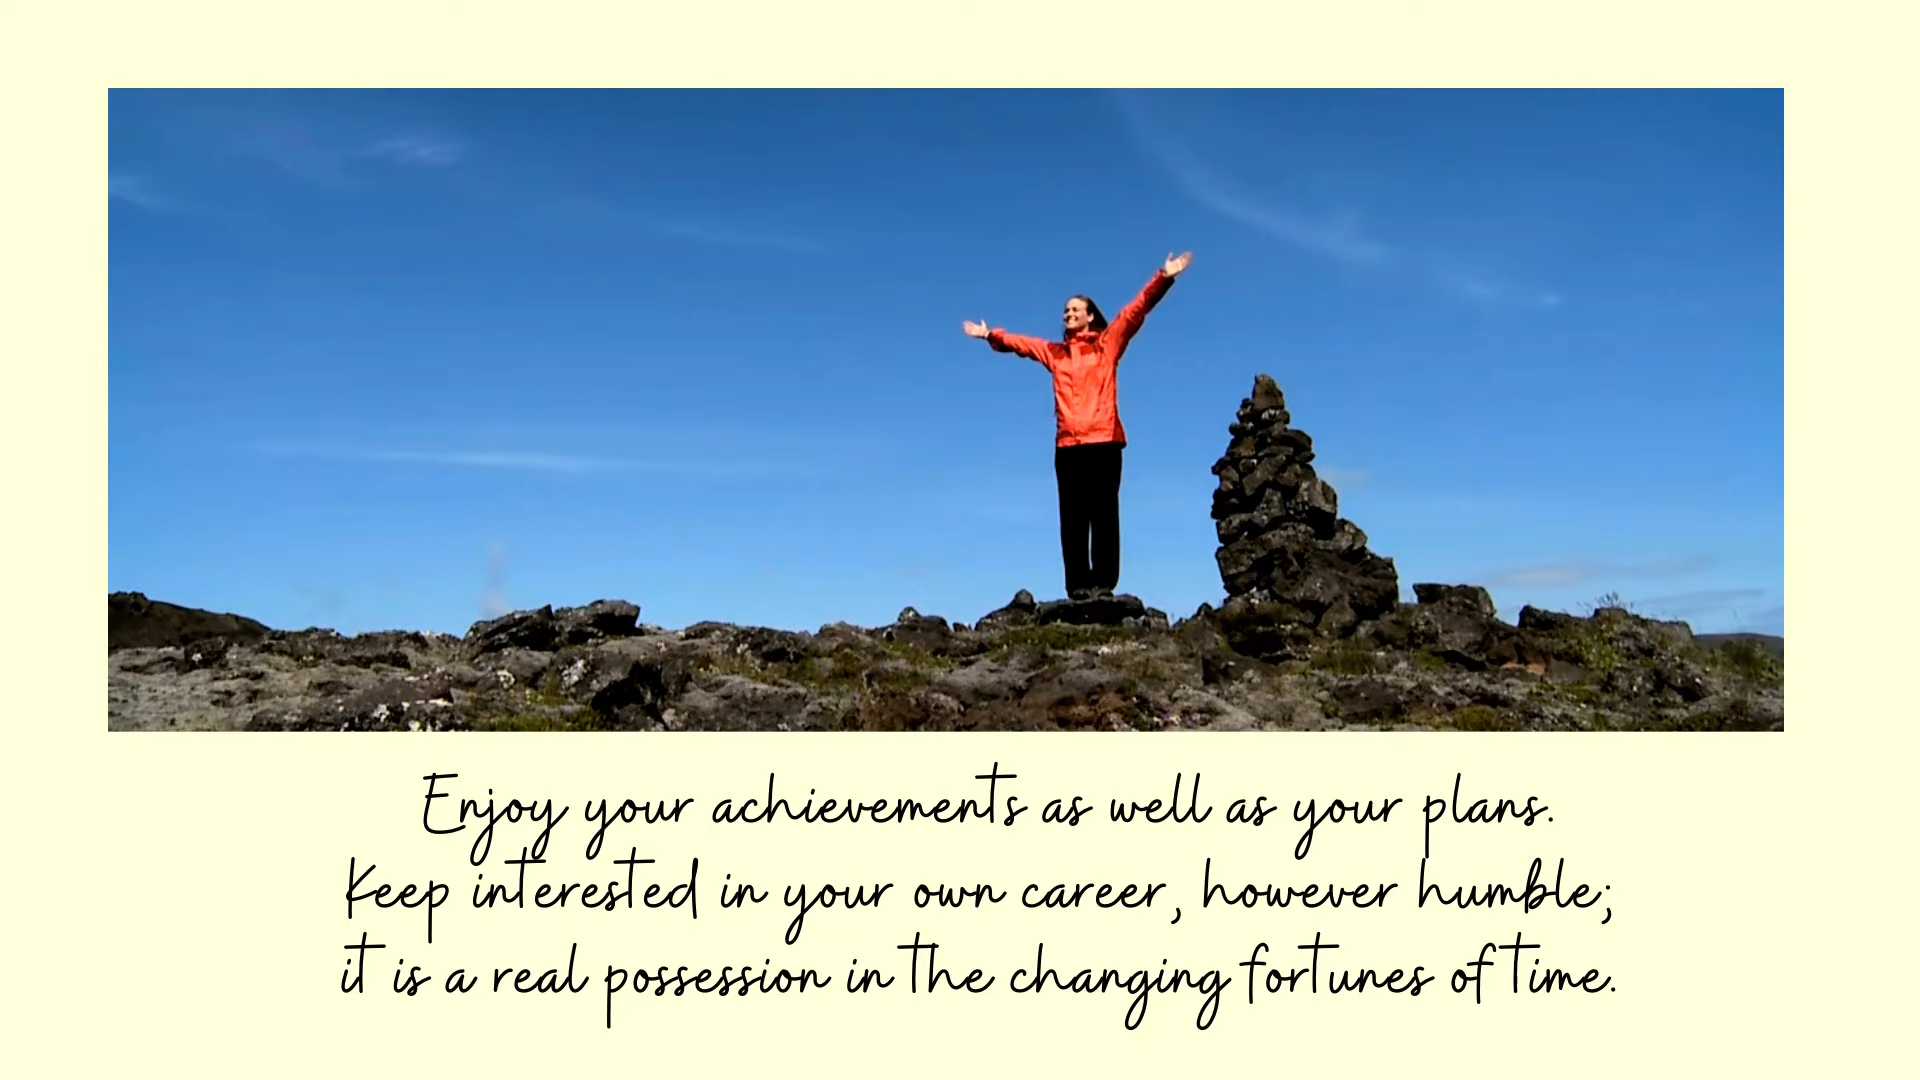 Enjoy your achievements as well as your plans.
Keep interested in your own career, however humble;
it is a real possession in the changing fortunes of time.